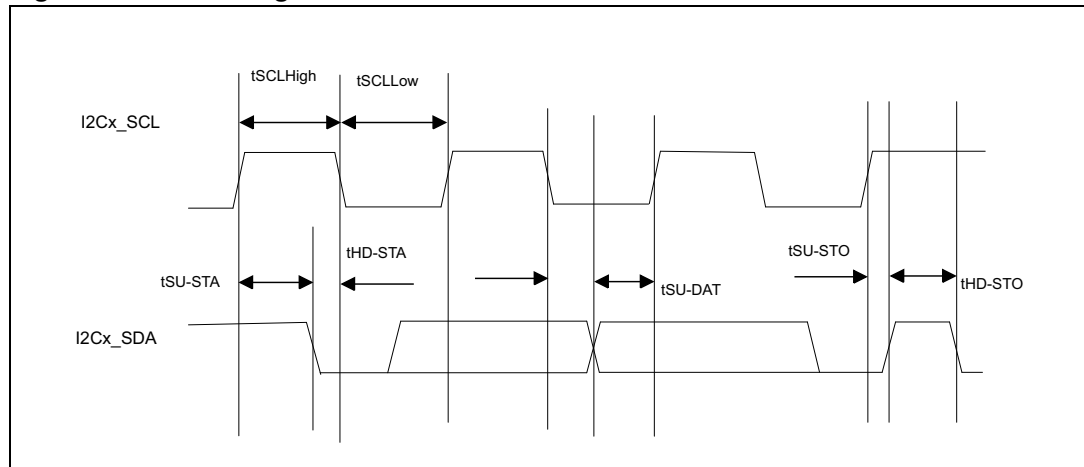 tSCLHigh
tSCLLow
I2Cx_SCL
tSU-STA
tHD-STA
tSU-DAT
tSU-STO
tHD-STO
I2Cx_SDA